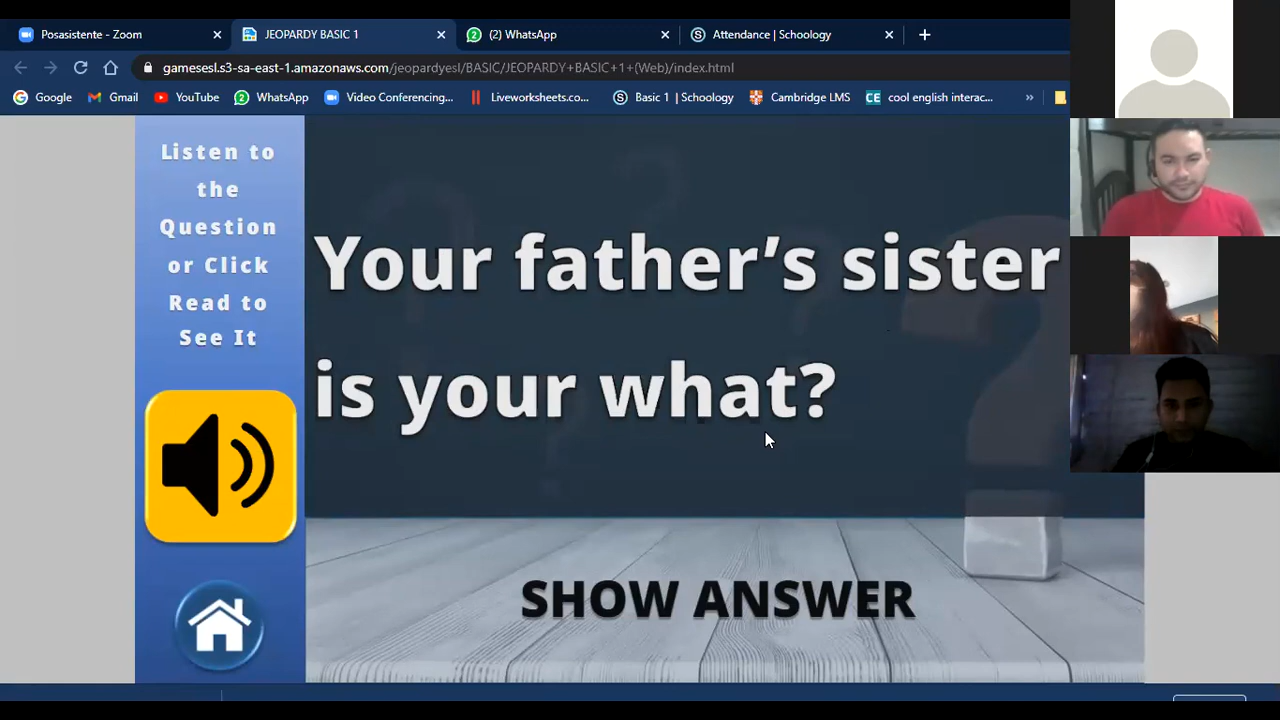 Posasistente - Zoom
JEOPARDY BASIC 1
(2) WhatsApp
Attendance | Schoology
gamesesl.s3-sa-east-1.amazonaws.com/jeopardyesl/BASIC/JEOPARDY+BASIC+1+(Web)/index.html
Google
Gmail
YouTube
WhatsApp
Video Conferencing...
Liveworksheets.co...
Basic 1 | Schoology
Cambridge LMS
CE
cool english interac...
Listen to
the
Question
or Click
Read to
See It
Your father's sister
is your what?
SHOW ANSWER